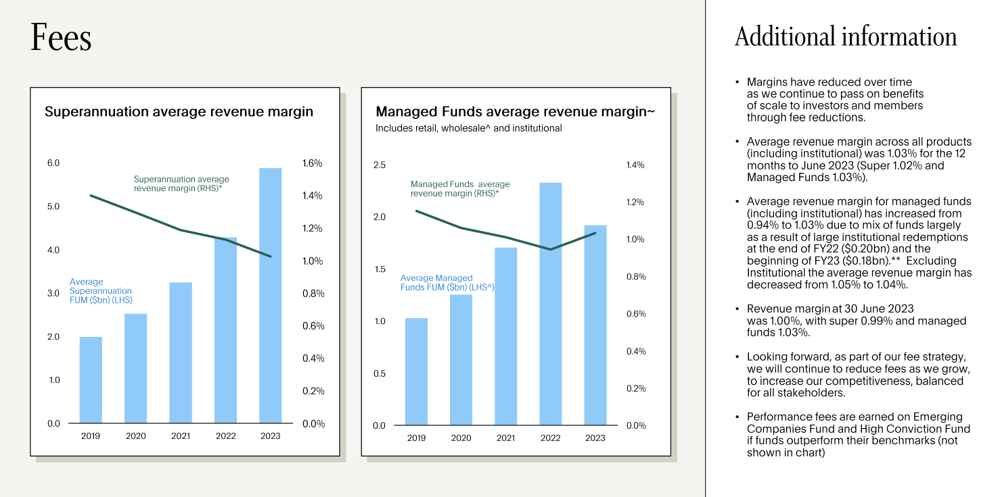 Fees
Superannuation average revenue margin
6.0
5.0
4.0
3.0
2.0
1.0
0.0
Superannuation average
revenue margin (RHS)*
Average
Superannuation
FUM ($bn) (LHS)
1.6%
1.4%
1.2%
1.0%
0.8%
0.6%
0.4%
0.2%
0.0%
2019 2020 2021 2022 2023
Managed Funds average revenue margin~
Includes retail, wholesale^ and institutional
2.5
2.0
1.5
1.0
0.5
0.0
Managed Funds average
revenue margin (RHS)*
Average Managed
Funds FUM ($bn) (LHS^)
1.4%
1.2%
1.0%
0.8%
0.6%
0.4%
0.2%
0.0%
2019 2020 2021 2022 2023
Additional information
• Margins have reduced over time
as we continue to pass on benefits
of scale to investors and members
through fee reductions.
• Average revenue margin across all products
(including institutional) was 1.03% for the 12
months to June 2023 (Super 1.02% and
Managed Funds 1.03%).
• Average revenue margin for managed funds
(including institutional) has increased from
0.94% to 1.03% due to mix of funds largely
as a result of large institutional redemptions
at the end of FY22 ($0.20bn) and the
beginning of FY23 ($0.18bn).** Excluding
Institutional the average revenue margin has
decreased from 1.05% to 1.04%.
• Revenue margin at 30 June 2023
was 1.00%, with super 0.99% and managed
funds 1.03%.
• Looking forward, as part of our fee strategy,
we will continue to reduce fees as we grow,
to increase our competitiveness, balanced
for all stakeholders.
• Performance fees are earned on Emerging
Companies Fund and High Conviction Fund
if funds outperform their benchmarks (not
shown in chart)